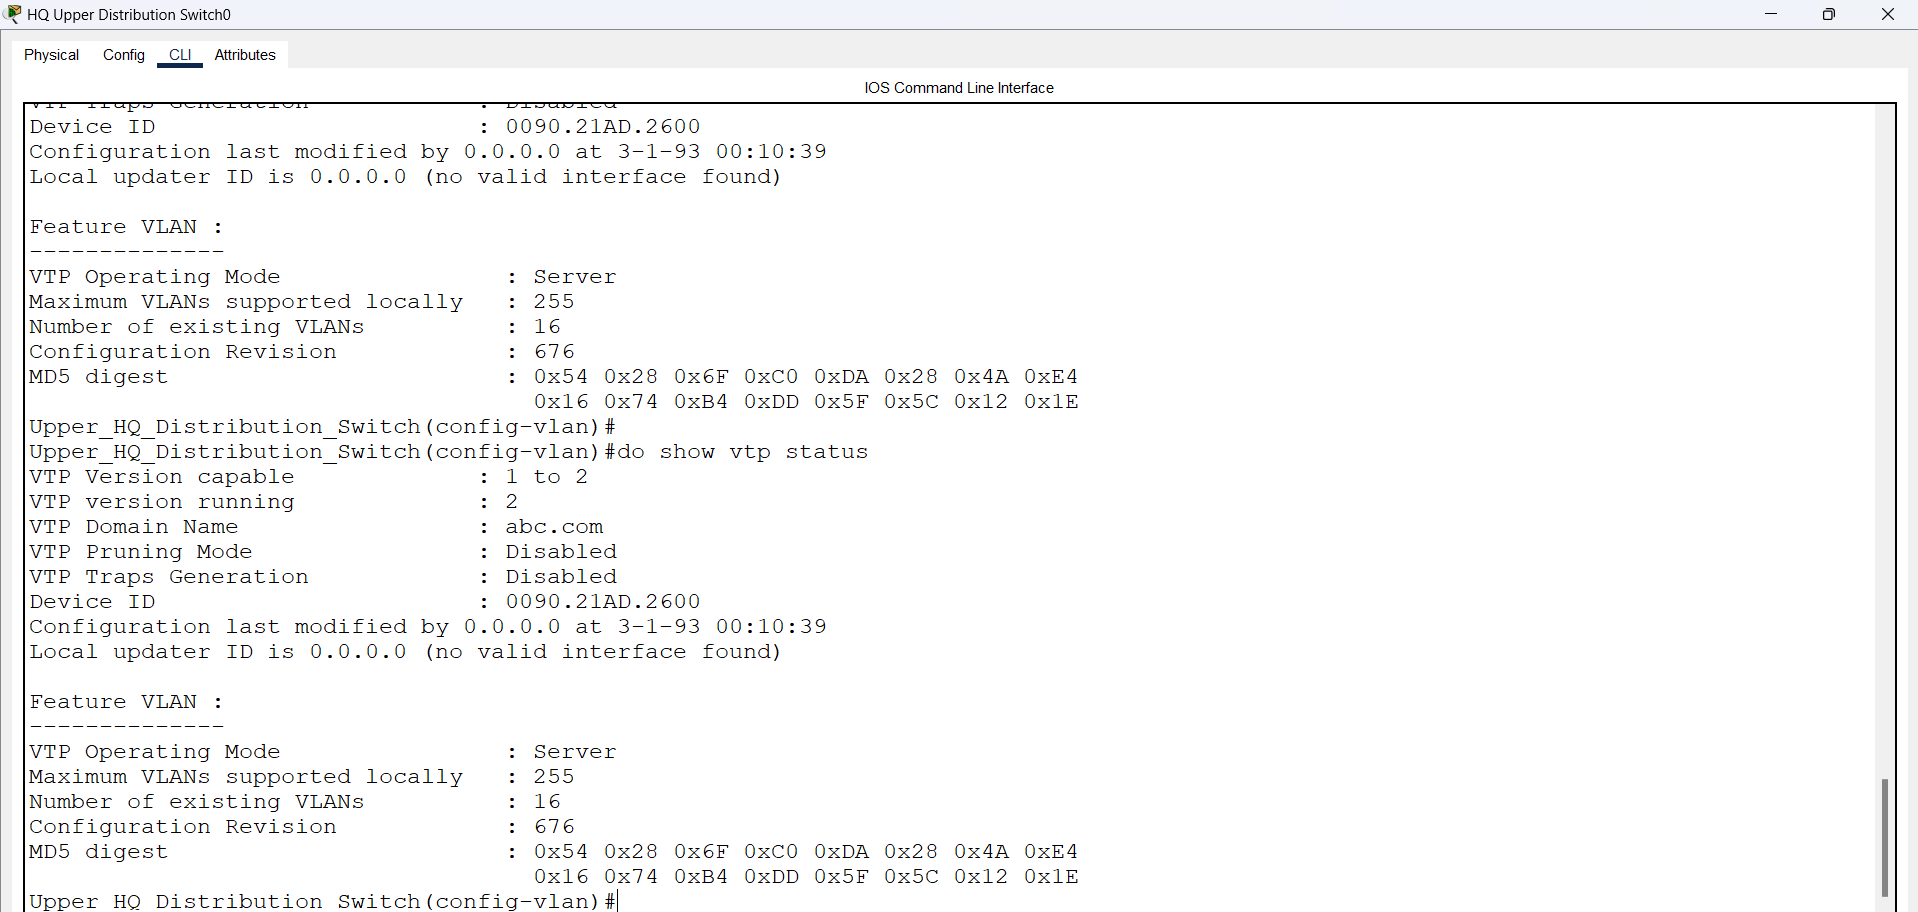 HQ Upper Distribution Switch0
Physical Config CLI Attributes
IOS Command Line Interface
VTP Traps Generation : Disabled
Device ID : 0090.21AD.2600
Configuration last modified by 0.0.0.0 at 3-1-93 00:10:39
Local updater ID is 0.0.0.0 (no valid interface found)
Feature VLAN :
--------------
VTP Operating Mode : Server
Maximum VLANs supported locally : 255
Number of existing VLANs : 16
Configuration Revision : 676
MD5 digest : 0x54 0x28 0x6F 0xC0 0xDA 0x28 0x4A 0xE4
0x16 0x74 0xB4 0xDD 0x5F 0x5C 0x12 0x1E
Upper_HQ_Distribution_Switch(config-vlan)#
Upper_HQ_Distribution_Switch(config-vlan)#do show vtp status
VTP Version capable : 1 to 2
VTP version running : 2
VTP Domain Name : abc.com
VTP Pruning Mode : Disabled
VTP Traps Generation : Disabled
Device ID : 0090.21AD.2600
Configuration last modified by 0.0.0.0 at 3-1-93 00:10:39
Local updater ID is 0.0.0.0 (no valid interface found)
Feature VLAN :
--------------
VTP Operating Mode : Server
Maximum VLANs supported locally : 255
Number of existing VLANs : 16
Configuration Revision : 676
MD5 digest : 0x54 0x28 0x6F 0xC0 0xDA 0x28 0x4A 0xE4
0x16 0x74 0xB4 0xDD 0x5F 0x5C 0x12 0x1E
Upper_HQ_Distribution_Switch(config-vlan)#